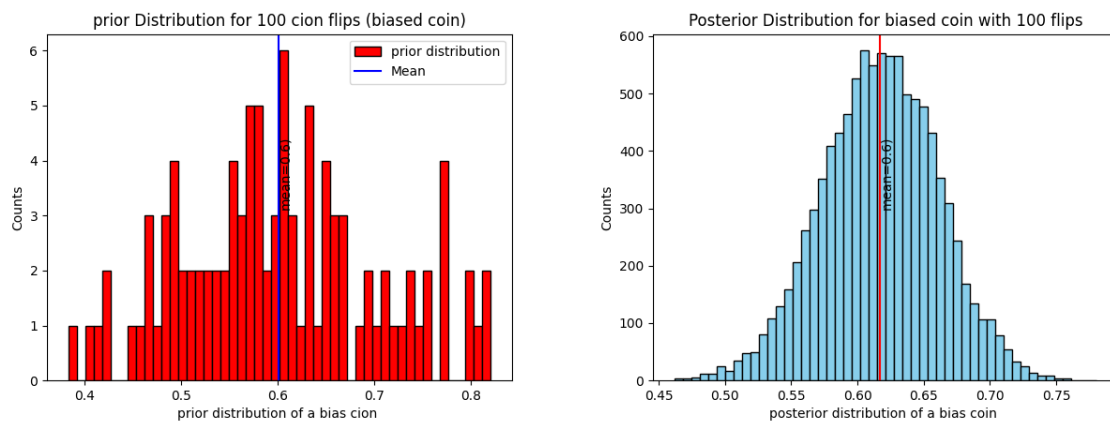 prior Distribution for 100 cion flips (biased coin)
6
5
4
3
2
1
0
Counts
prior distribution
Mean
mean=0.6)
0.4
0.5
0.6
0.7
0.8
prior distribution of a bias cion
Posterior Distribution for biased coin with 100 flips
600
500
400
300
200
100
0
Counts
mean=0.6)
0.45
0.50
0.55
0.60
0.65
0.70
0.75
posterior distribution of a bias coin